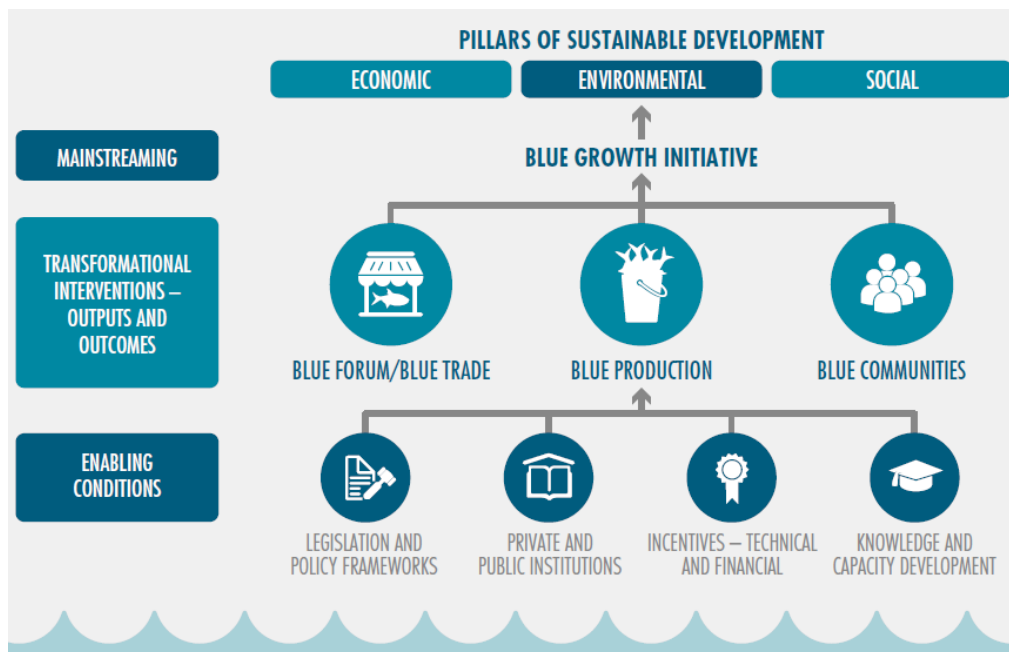 PILLARS OF SUSTAINABLE DEVELOPMENT
ECONOMIC
ENVIRONMENTAL
SOCIAL
MAINSTREAMING
BLUE GROWTH INITIATIVE
TRANSFORMATIONAL
INTERVENTIONS –
OUTPUTS AND
OUTCOMES
BLUE FORUM/BLUE TRADE
BLUE PRODUCTION
BLUE COMMUNITIES
ENABLING
CONDITIONS
LEGISLATION AND
POLICY FRAMEWORKS
PRIVATE AND
PUBLIC INSTITUTIONS
INCENTIVES – TECHNICAL
AND FINANCIAL
KNOWLEDGE AND
CAPACITY DEVELOPMENT